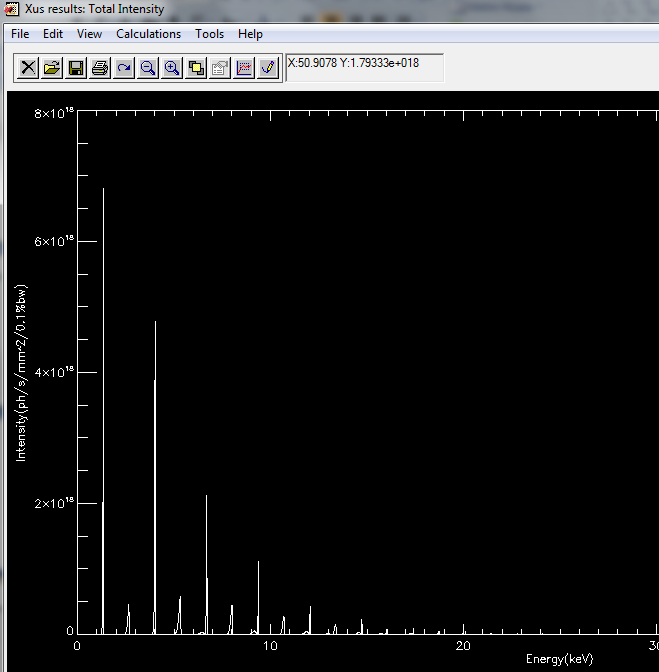 Xus results: Total Intensity
File Edit View Calculations Tools Help
X:50.9078 Y:1.79333e+018
8×10¹⁸
6×10¹⁸
4×10¹⁸
2×10¹⁸
0
Intensity(ph/s/mm^2/0.1%bw)
0 10 20 30
Energy(keV)